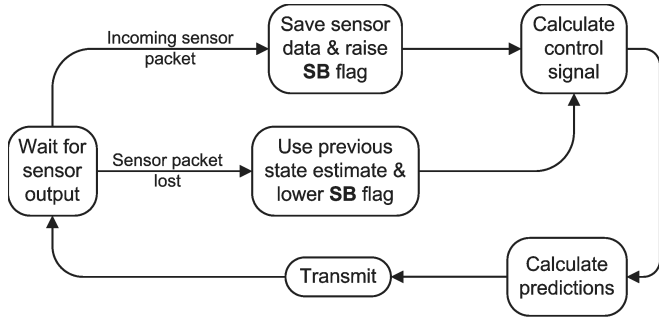 Incoming sensor
packet
Save sensor
data & raise
SB flag
Calculate
control
signal
Wait for
sensor
output
Sensor packet
lost
Use previous
state estimate &
lower SB flag
Transmit
Calculate
predictions